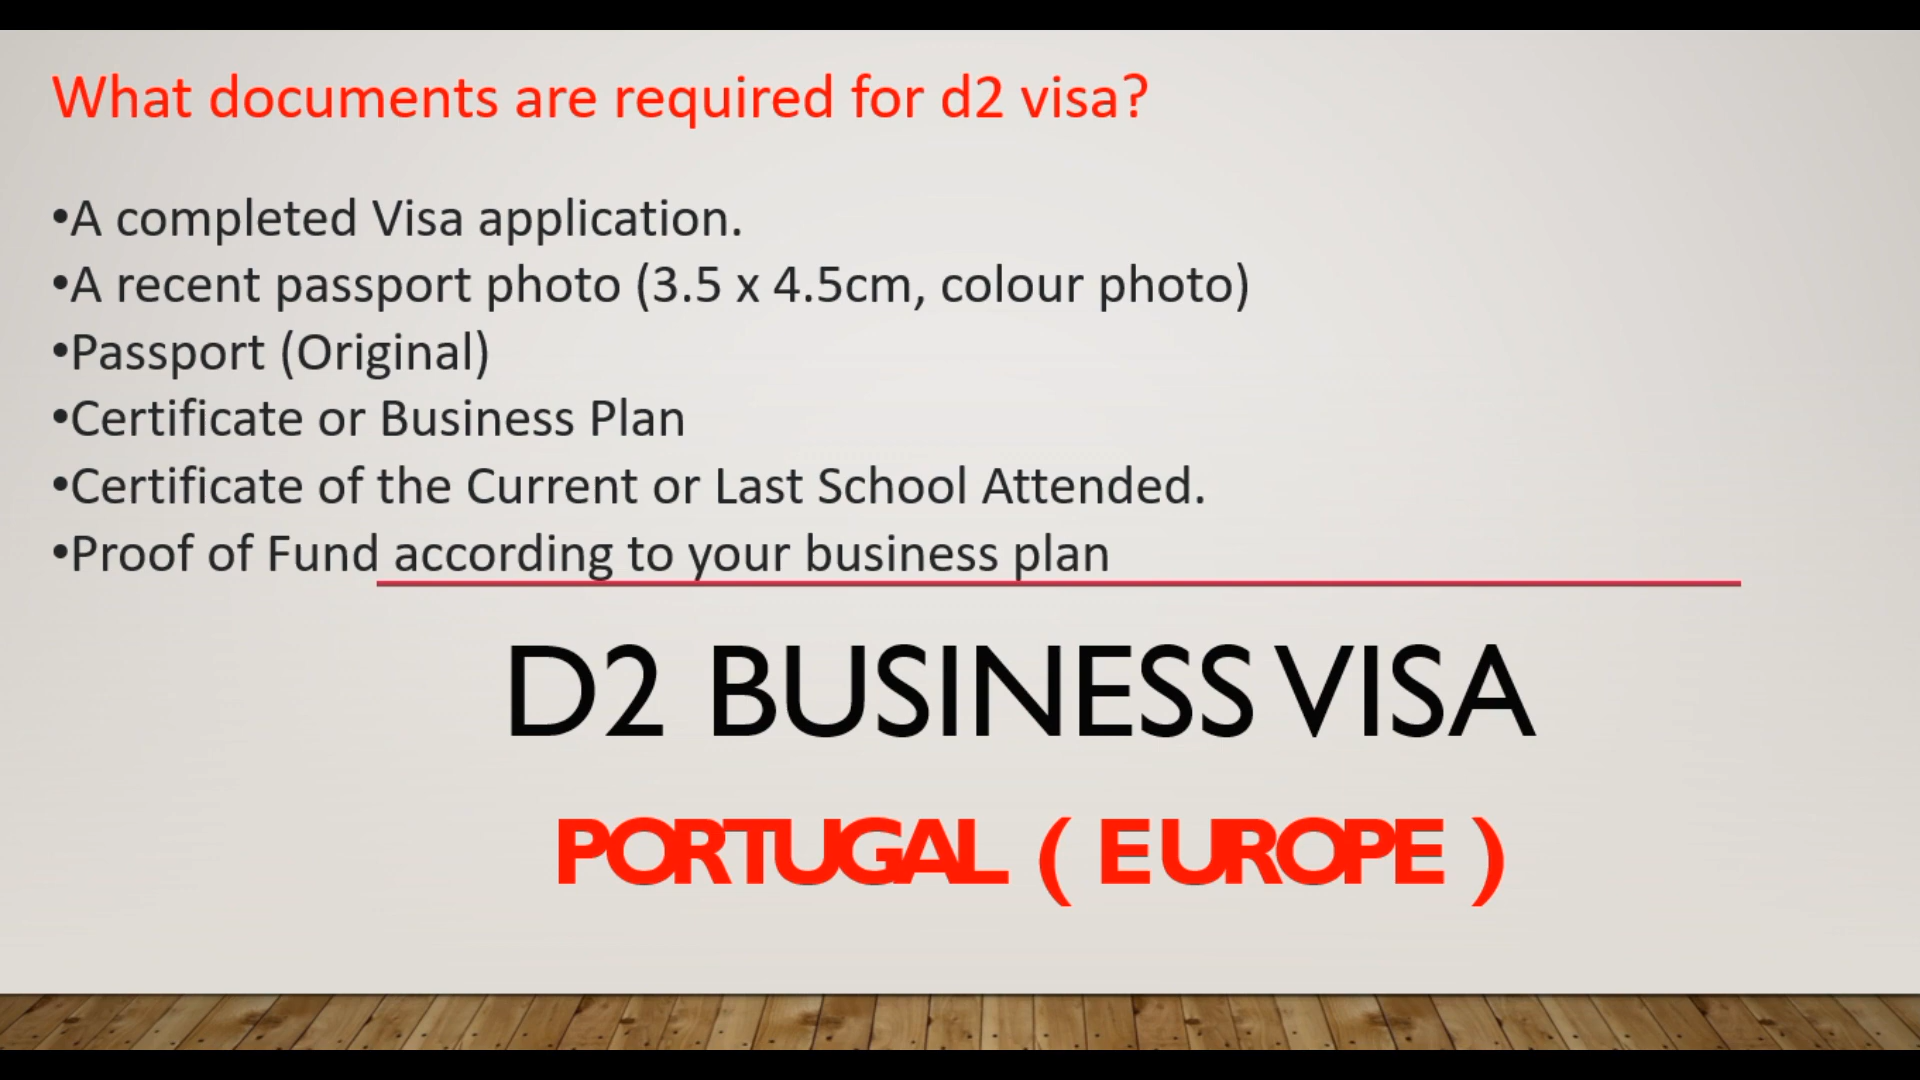 What documents are required for d2 visa?
•A completed Visa application.
•A recent passport photo (3.5 x 4.5cm, colour photo)
•Passport (Original)
•Certificate or Business Plan
•Certificate of the Current or Last School Attended.
•Proof of Fund according to your business plan
D2 BUSINESS VISA
PORTUGAL ( EUROPE )